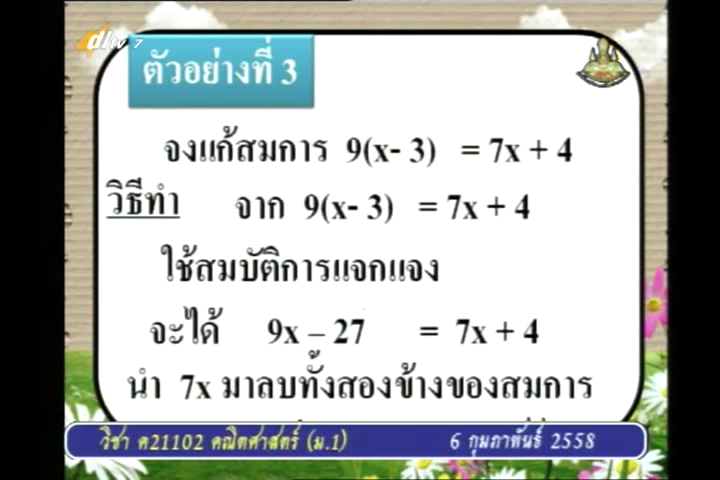 dltv 7
ตัวอย่างที่ 3
จงแก้สมการ 9(x- 3) = 7x + 4
วิธีทำ จาก 9(x- 3) = 7x + 4
ใช้สมบัติการแจกแจง
จะได้ 9x – 27 = 7x + 4
นำ 7x มาลบทั้งสองข้างของสมการ
วิชา ค21102 คณิตศาสตร์ (ม.1) 6 กุมภาพันธ์ 2558